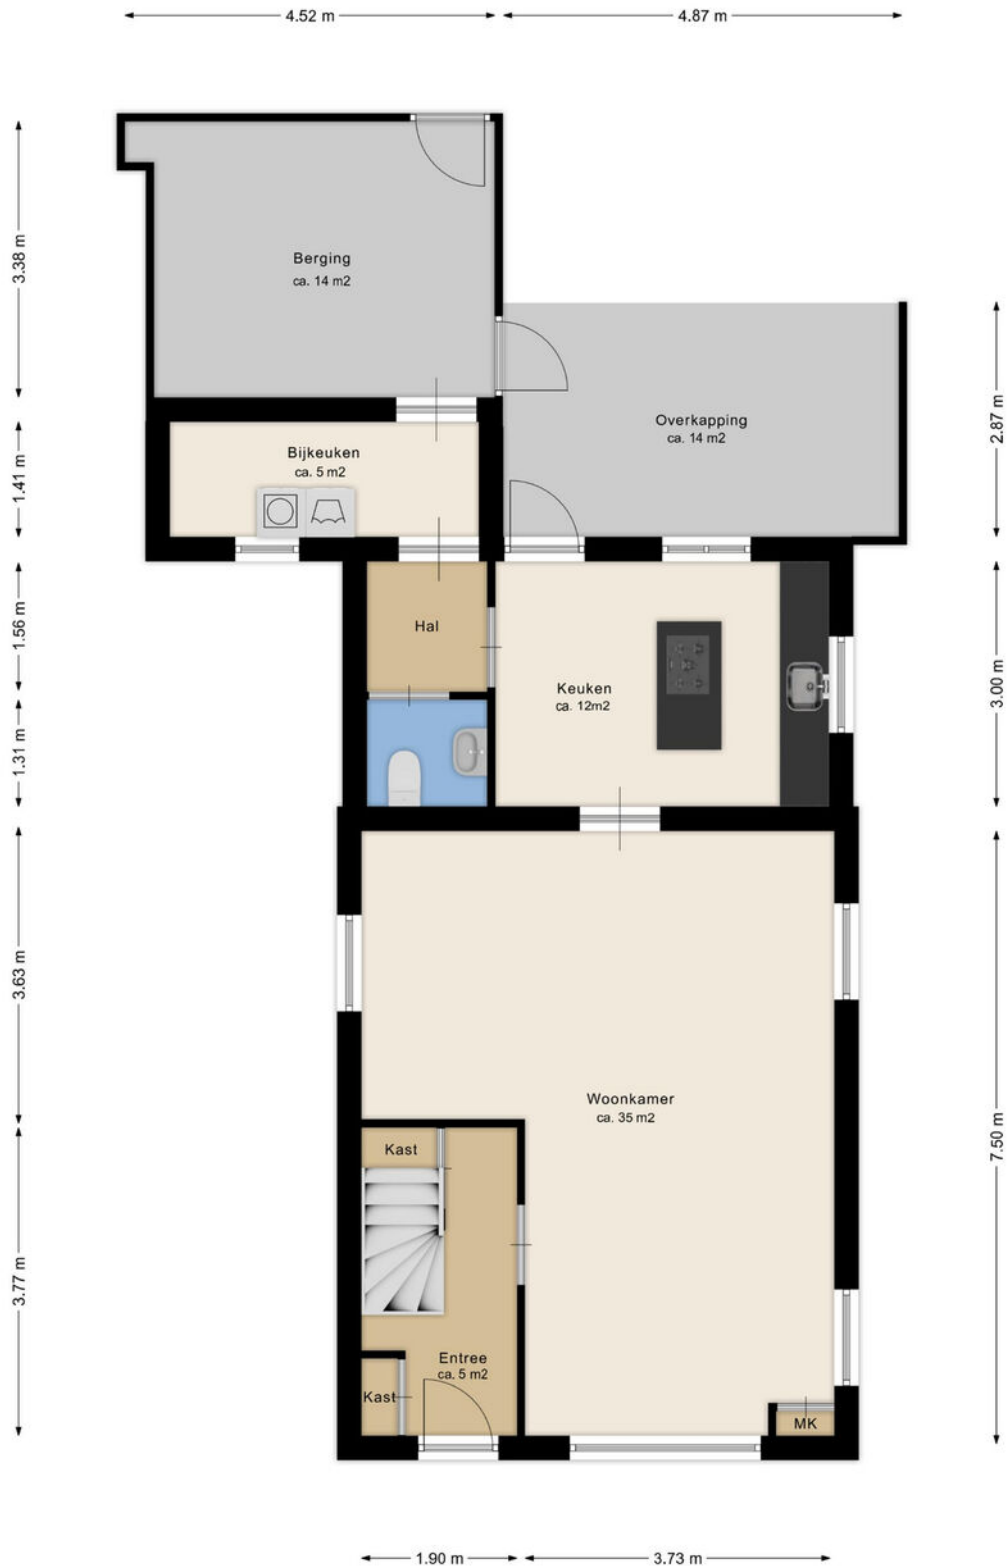 4.52 m
4.87 m
3.38 m
Berging
ca. 14 m2
2.87 m
Overkapping
ca. 14 m2
1.41 m
Bijkeuken
ca. 5 m2
1.56 m
Hal
3.00 m
Keuken
ca. 12m2
1.31 m
3.63 m
Woonkamer
ca. 35 m2
7.50 m
Kast
3.77 m
Entree
ca. 5 m2
Kast
MK
1.90 m
3.73 m